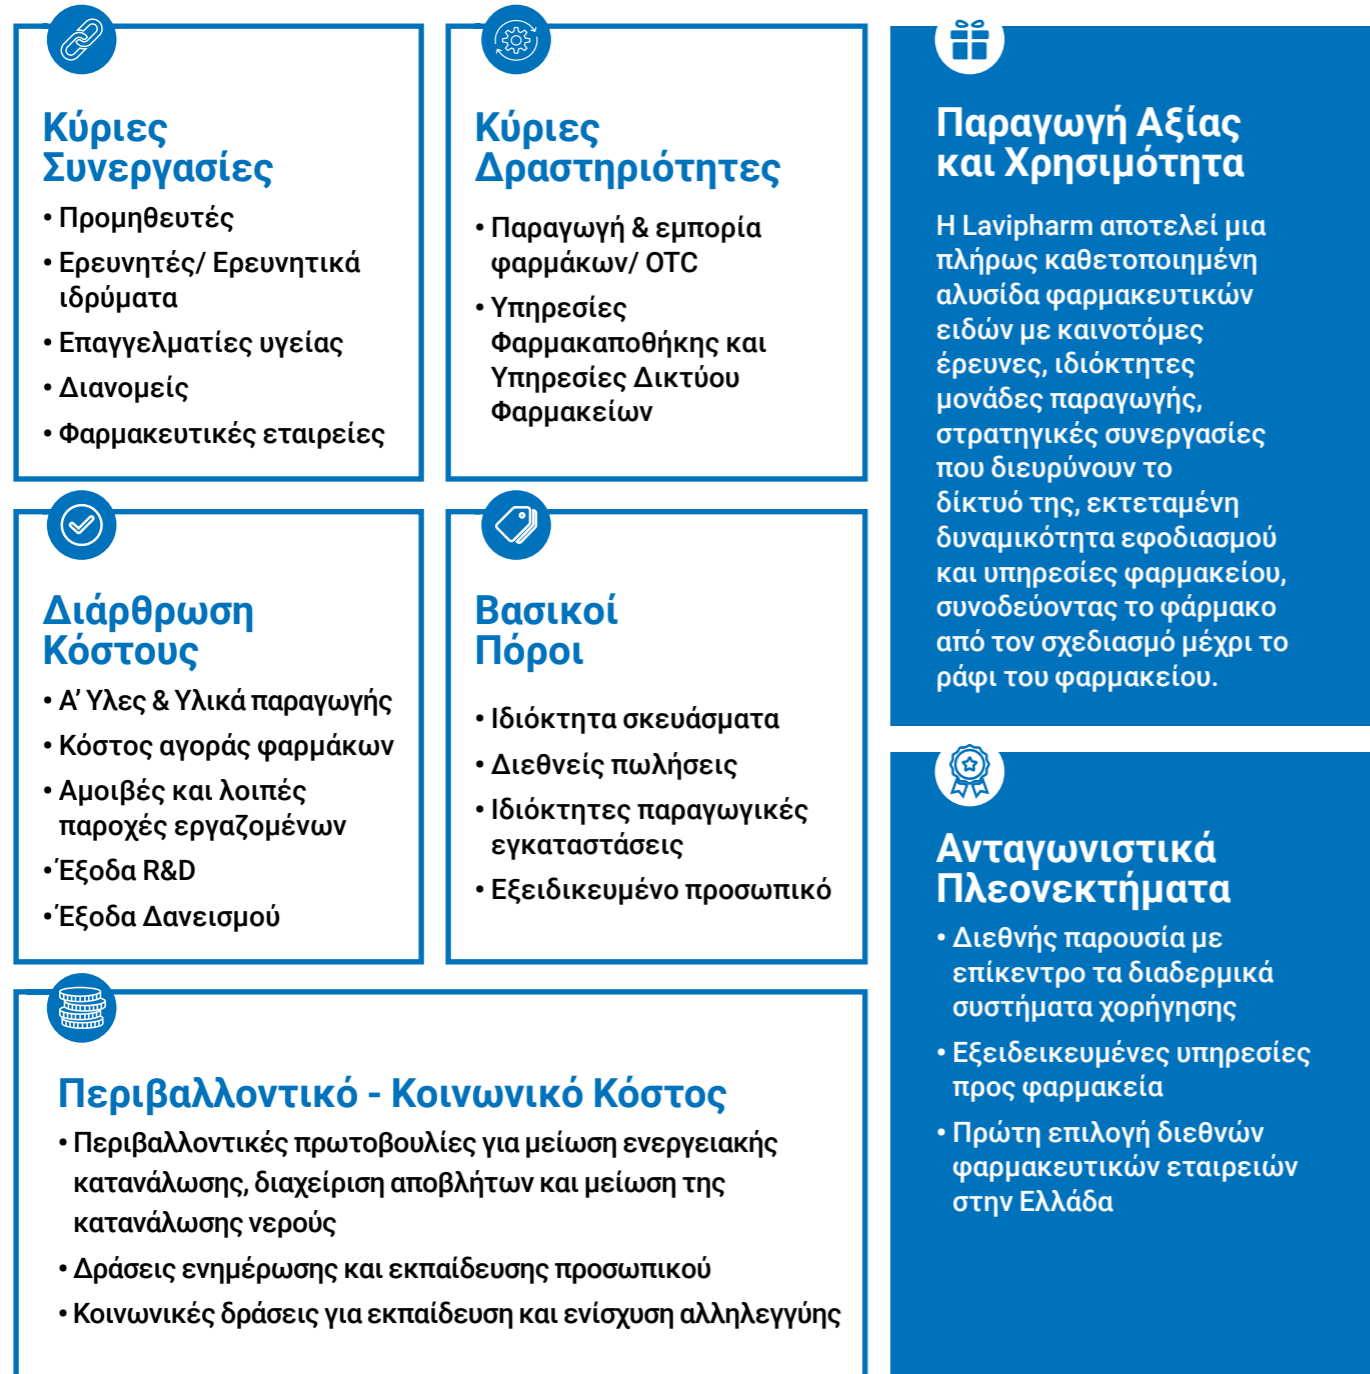 Κύριες
Συνεργασίες
• Προμηθευτές
• Ερευνητές/ Ερευνητικά
ιδρύματα
• Επαγγελματίες υγείας
• Διανομείς
• Φαρμακευτικές εταιρείες
Κύριες
Δραστηριότητες
• Παραγωγή & εμπορία
φαρμάκων/ OTC
• Υπηρεσίες
Φαρμακαποθήκης και
Υπηρεσίες Δικτύου
Φαρμακείων
Παραγωγή Αξίας
και Χρησιμότητα
Η Lavipharm αποτελεί μια
πλήρως καθετοποιημένη
αλυσίδα φαρμακευτικών
ειδών με καινοτόμες
έρευνες, ιδιόκτητες
μονάδες παραγωγής,
στρατηγικές συνεργασίες
που διευρύνουν το
δίκτυό της, εκτεταμένη
δυναμικότητα εφοδιασμού
και υπηρεσίες φαρμακείου,
συνοδεύοντας το φάρμακο
από τον σχεδιασμό μέχρι το
ράφι του φαρμακείου.
Διάρθρωση
Κόστους
• Α’ Υλες & Υλικά παραγωγής
• Κόστος αγοράς φαρμάκων
• Αμοιβές και λοιπές
παροχές εργαζομένων
• Έξοδα R&D
• Έξοδα Δανεισμού
Βασικοί
Πόροι
• Ιδιόκτητα σκευάσματα
• Διεθνείς πωλήσεις
• Ιδιόκτητες παραγωγικές
εγκαταστάσεις
• Εξειδικευμένο προσωπικό
Ανταγωνιστικά
Πλεονεκτήματα
• Διεθνής παρουσία με
επίκεντρο τα διαδερμικά
συστήματα χορήγησης
• Εξειδεικευμένες υπηρεσίες
προς φαρμακεία
• Πρώτη επιλογή διεθνών
φαρμακευτικών εταιρειών
στην Ελλάδα
Περιβαλλοντικό - Κοινωνικό Κόστος
• Περιβαλλοντικές πρωτοβουλίες για μείωση ενεργειακής
κατανάλωσης, διαχείριση αποβλήτων και μείωση της
κατανάλωσης νερούς
• Δράσεις ενημέρωσης και εκπαίδευσης προσωπικού
• Κοινωνικές δράσεις για εκπαίδευση και ενίσχυση αλληλεγγύης